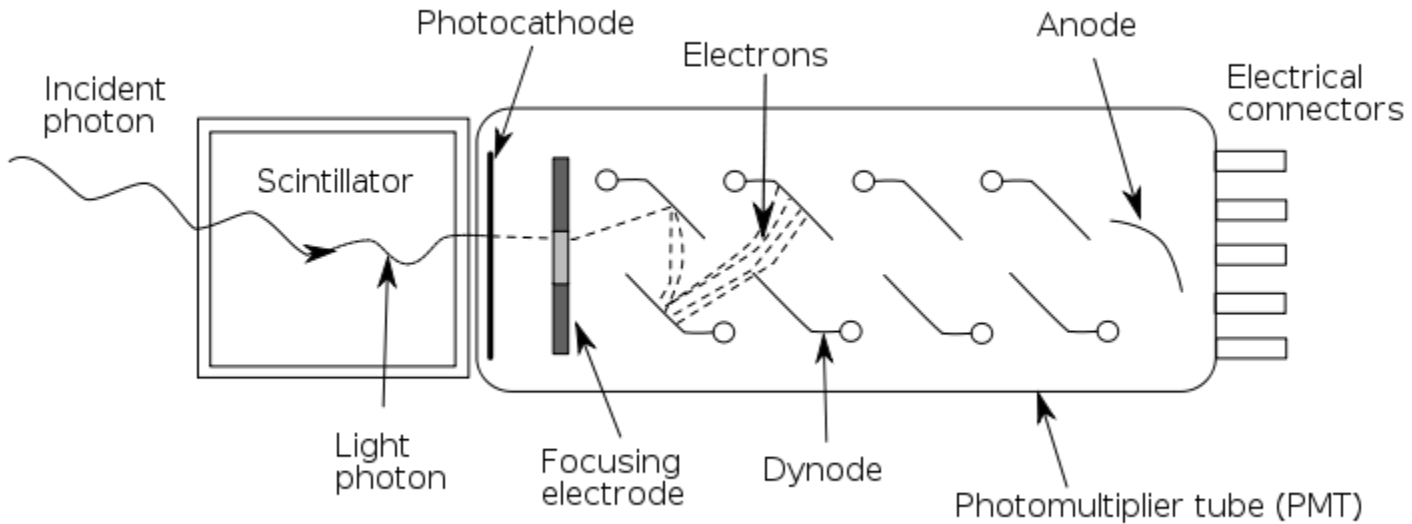 Photocathode
Anode
Electrons
Incident
photon
Electrical
connectors
Scintillator
Light
photon
Focusing
electrode
Dynode
Photomultiplier tube (PMT)